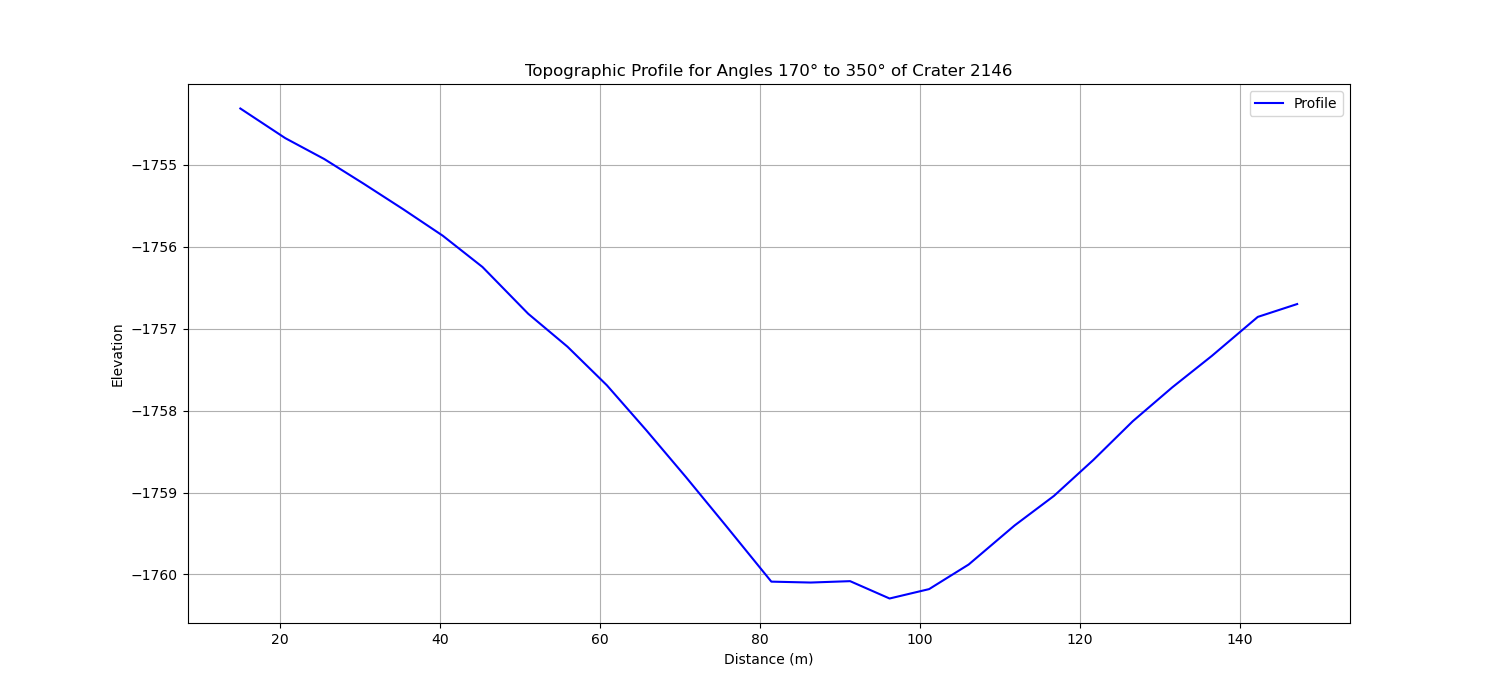 Topographic Profile for Angles 170° to 350° of Crater 2146
Profile
−1755
−1756
−1757
−1758
−1759
−1760
Elevation
20 40 60 80 100 120 140
Distance (m)